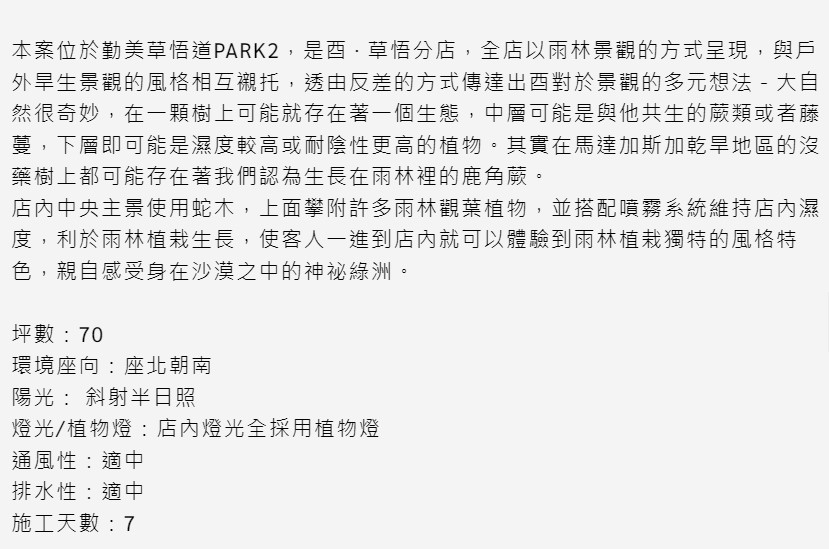 本案位於勤美草悟道PARK2，是酉．草悟分店，全店以雨林景觀的方式呈現，與戶
外旱生景觀的風格相互襯托，透由反差的方式傳達出酉對於景觀的多元想法 - 大自
然很奇妙，在一顆樹上可能就存在著一個生態，中層可能是與他共生的蕨類或者藤
蔓，下層即可能是濕度較高或耐陰性更高的植物。其實在馬達加斯加乾旱地區的沒
藥樹上都可能存在著我們認為生長在雨林裡的鹿角蕨。
店內中央主景使用蛇木，上面攀附許多雨林觀葉植物，並搭配噴霧系統維持店內濕
度，利於雨林植栽生長，使客人一進到店內就可以體驗到雨林植栽獨特的風格特
色，親自感受身在沙漠之中的神祕綠洲。
坪數：70
環境座向：座北朝南
陽光： 斜射半日照
燈光/植物燈：店內燈光全採用植物燈
通風性：適中
排水性：適中
施工天數：7